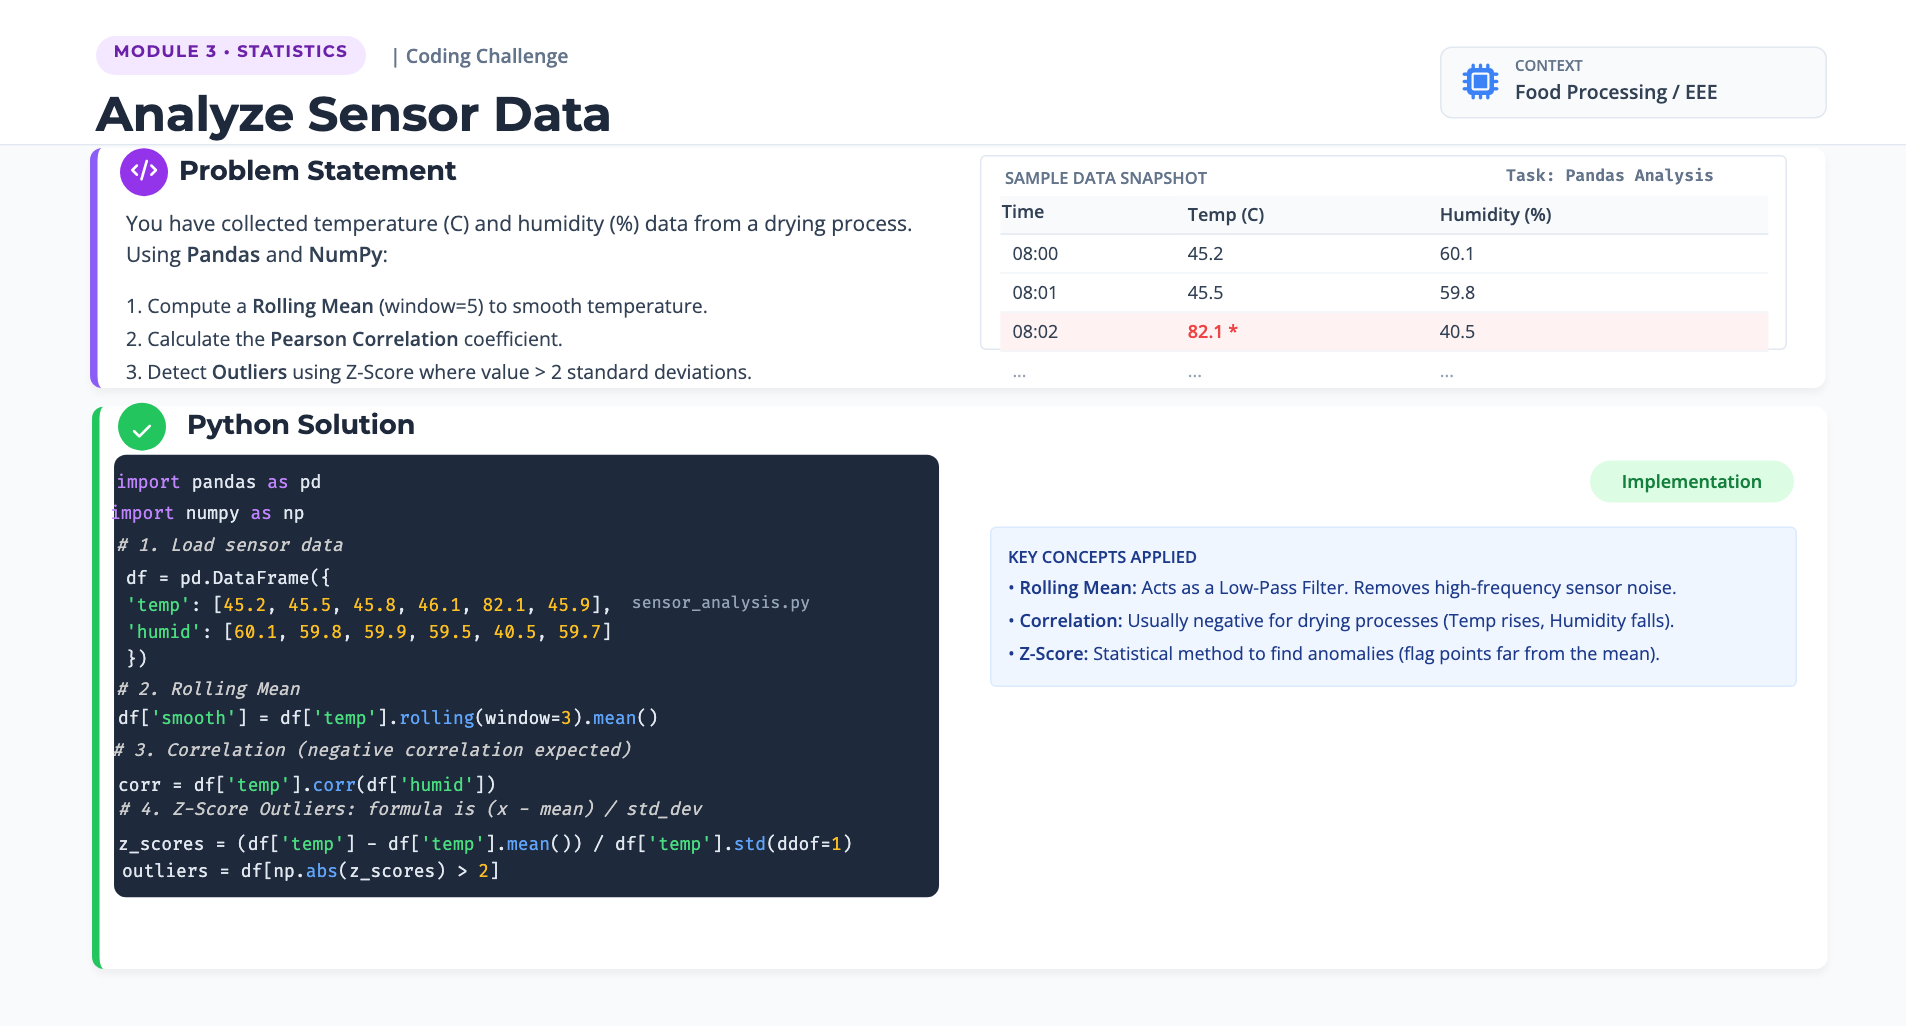 MODULE 3 • STATISTICS
| Coding Challenge
Analyze Sensor Data
CONTEXT
Food Processing / EEE
Problem Statement
You have collected temperature (C) and humidity (%) data from a drying process.
Using Pandas and NumPy:
1. Compute a Rolling Mean (window=5) to smooth temperature.
2. Calculate the Pearson Correlation coefficient.
3. Detect Outliers using Z-Score where value > 2 standard deviations.
SAMPLE DATA SNAPSHOT
Task: Pandas Analysis
Time Temp (C) Humidity (%)
08:00 45.2 60.1
08:01 45.5 59.8
08:02 82.1 * 40.5
... ... ...
Python Solution
import pandas as pd
import numpy as np
# 1. Load sensor data
df = pd.DataFrame({
'temp': [45.2, 45.5, 45.8, 46.1, 82.1, 45.9],
sensor_analysis.py
'humid': [60.1, 59.8, 59.9, 59.5, 40.5, 59.7]
})
# 2. Rolling Mean
df['smooth'] = df['temp'].rolling(window=3).mean()
# 3. Correlation (negative correlation expected)
corr = df['temp'].corr(df['humid'])
# 4. Z-Score Outliers: formula is (x - mean) / std_dev
z_scores = (df['temp'] - df['temp'].mean()) / df['temp'].std(ddof=1)
outliers = df[np.abs(z_scores) > 2]
Implementation
KEY CONCEPTS APPLIED
• Rolling Mean: Acts as a Low-Pass Filter. Removes high-frequency sensor noise.
• Correlation: Usually negative for drying processes (Temp rises, Humidity falls).
• Z-Score: Statistical method to find anomalies (flag points far from the mean).